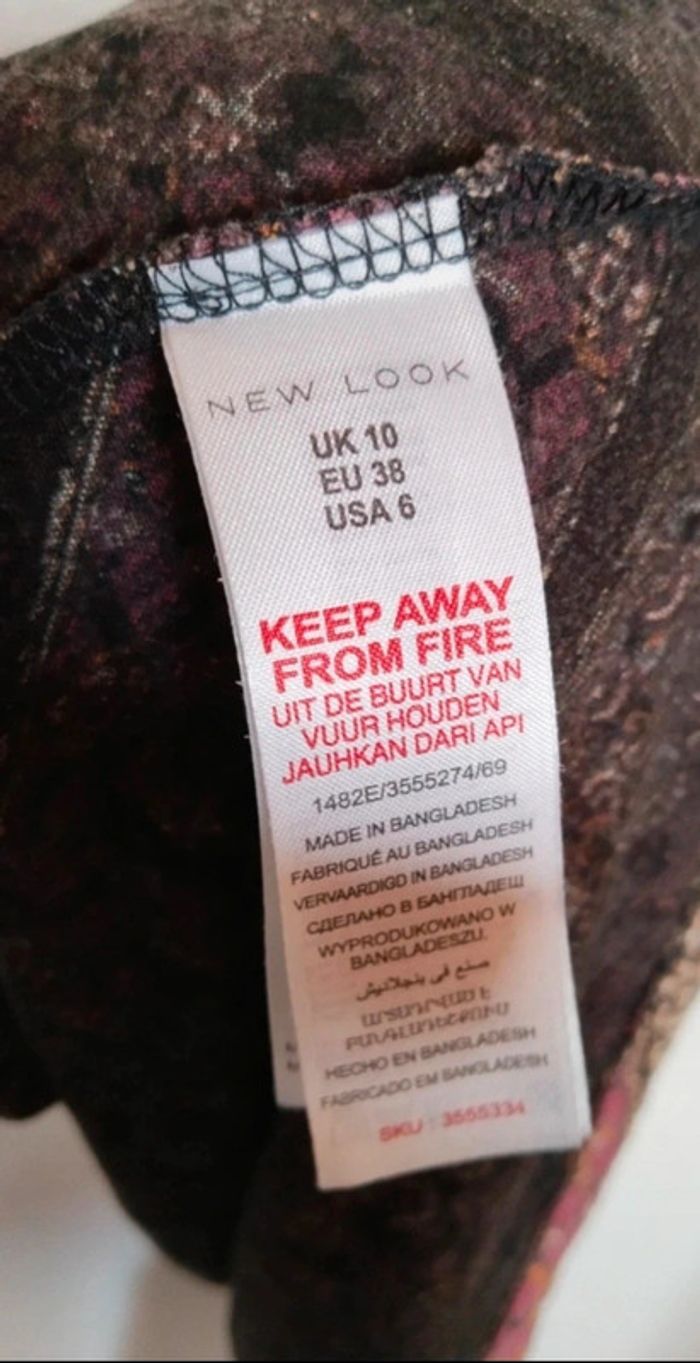 NEW LOOK
UK 10
EU 38
USA 6
KEEP AWAY
FROM FIRE
UIT DE BUURT VAN
VUUR HOUDEN
JAUHKAN DARI API
1482E/3555274/69
MADE IN BANGLADESH
FABRIQUÉ AU BANGLADESH
VERVAARDIGD IN BANGLADESH
СДЕЛАНО В БАНГЛАДЕШ
WYPRODUKOWANO W
BANGLADESZU.
صنع في بنجلاديش
ԱՐՏԱԴՐՎԱԾ Է
ԲԱՆԳԼԱԴԵՇՈՒՄ
HECHO EN BANGLADESH
FABRICADO EM BANGLADESH
SKU : 3555334